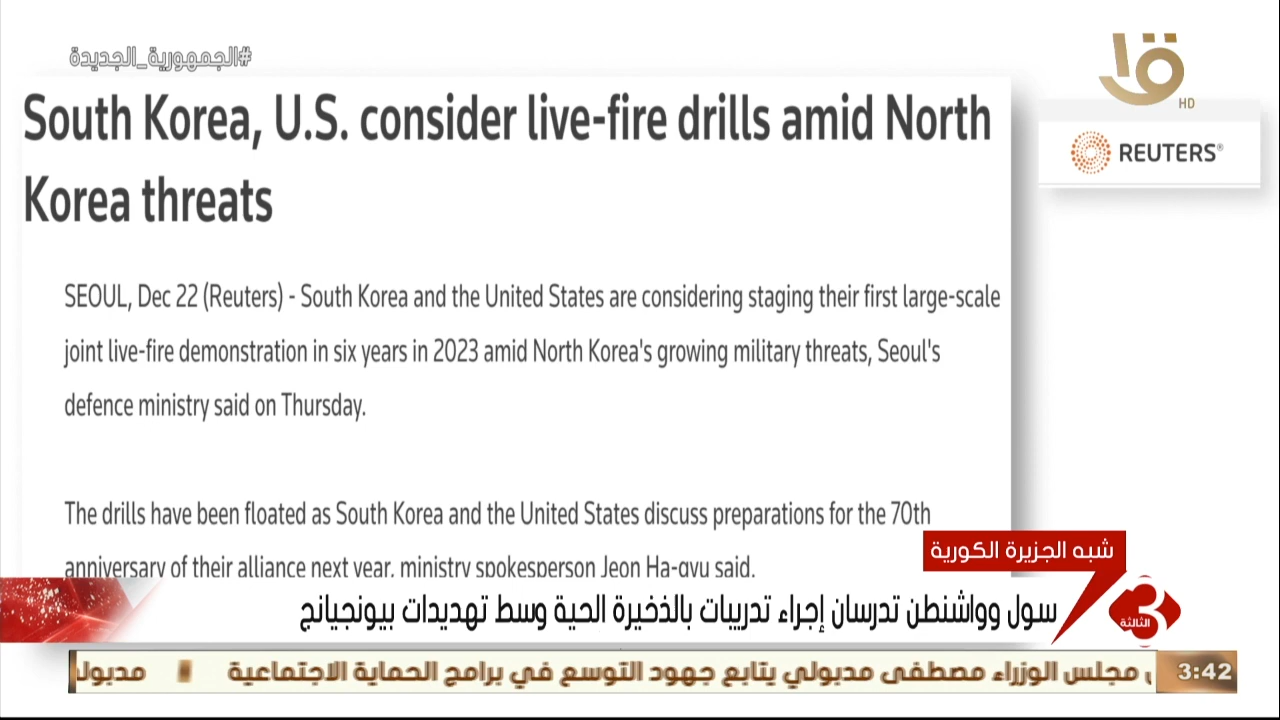 #الجمهورية_الجديدة
HD
REUTERS
South Korea, U.S. consider live-fire drills amid North
Korea threats
SEOUL, Dec 22 (Reuters) - South Korea and the United States are considering staging their first large-scale
joint live-fire demonstration in six years in 2023 amid North Korea's growing military threats, Seoul's
defence ministry said on Thursday.
The drills have been floated as South Korea and the United States discuss preparations for the 70th
anniversary of their alliance next year, ministry spokesperson Jeon Ha-gyu said.
شبه الجزيرة الكورية
سول وواشنطن تدرسان إجراء تدريبات بالذخيرة الحية وسط تهديدات بيونجيانج
3 الثالثة
مجلس الوزراء مصطفى مدبولي يتابع جهود التوسع في برامج الحماية الاجتماعية
3:42